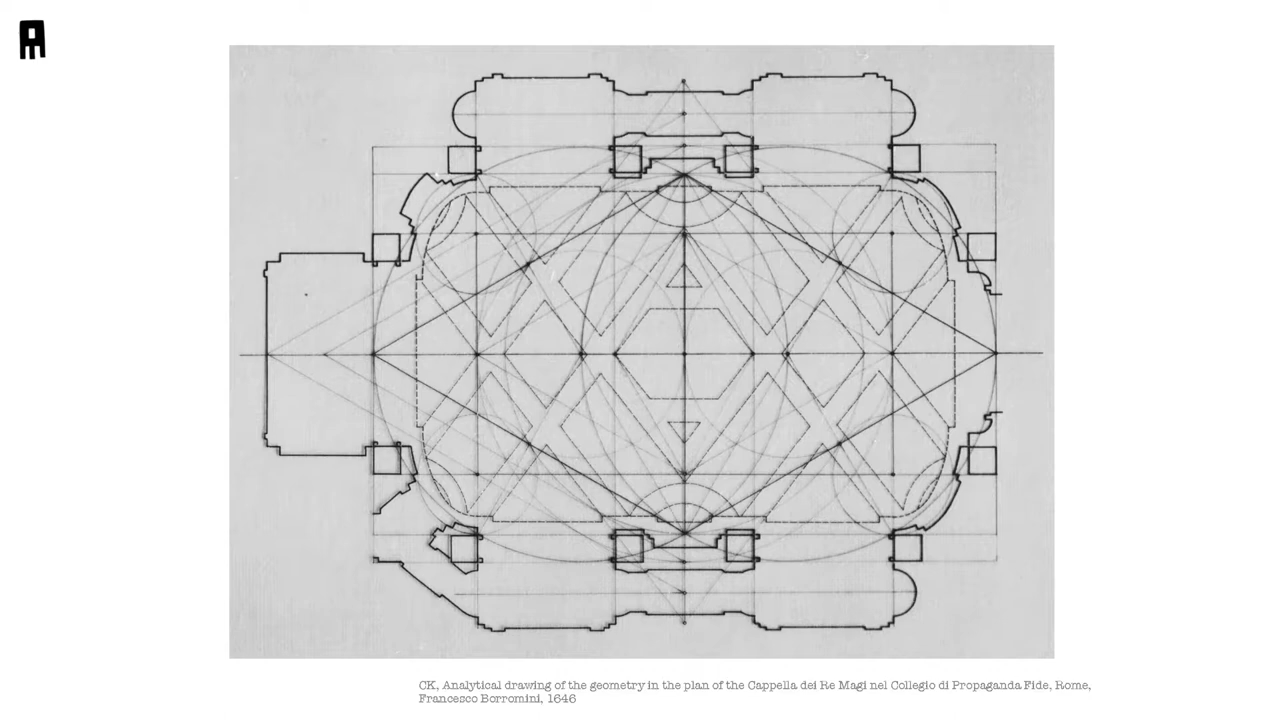 CK, Analytical drawing of the geometry in the plan of the Cappella dei Re Magi nel Collegio di Propaganda Fide, Rome,
Francesco Borromini, 1646